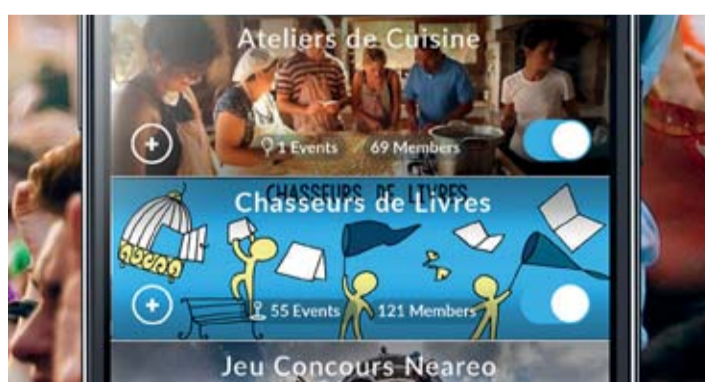 Ateliers de Cuisine
1 Events 69 Members
CHASSEURS DE LIVRES
Chasseurs de Livres
55 Events 121 Members
Jeu Concours Neareo